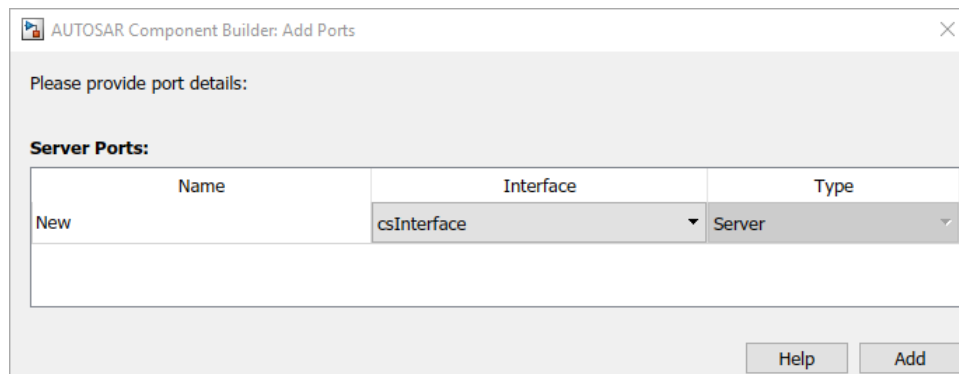 AUTOSAR Component Builder: Add Ports
Please provide port details:
Server Ports:
Name Interface Type
New csInterface Server
Help Add